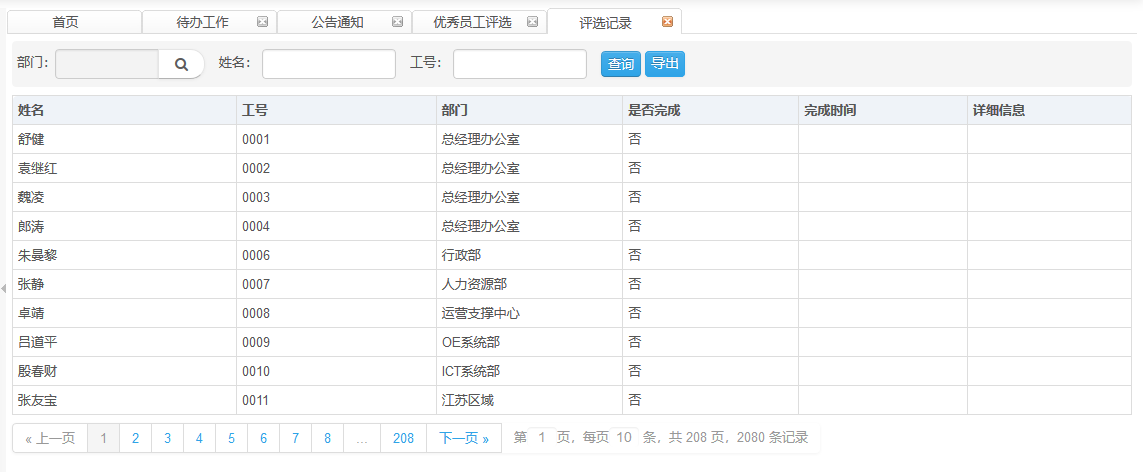 首页 待办工作 公告通知 优秀员工评选 评选记录
部门： 姓名： 工号： 查询 导出
姓名 工号 部门 是否完成 完成时间 详细信息
舒健 0001 总经理办公室 否
袁继红 0002 总经理办公室 否
魏凌 0003 总经理办公室 否
郎涛 0004 总经理办公室 否
朱曼黎 0006 行政部 否
张静 0007 人力资源部 否
卓靖 0008 运营支撑中心 否
吕道平 0009 OE系统部 否
殷春财 0010 ICT系统部 否
张友宝 0011 江苏区域 否
« 上一页 1 2 3 4 5 6 7 8 ... 208 下一页 » 第 1 页，每页 10 条，共 208 页，2080 条记录